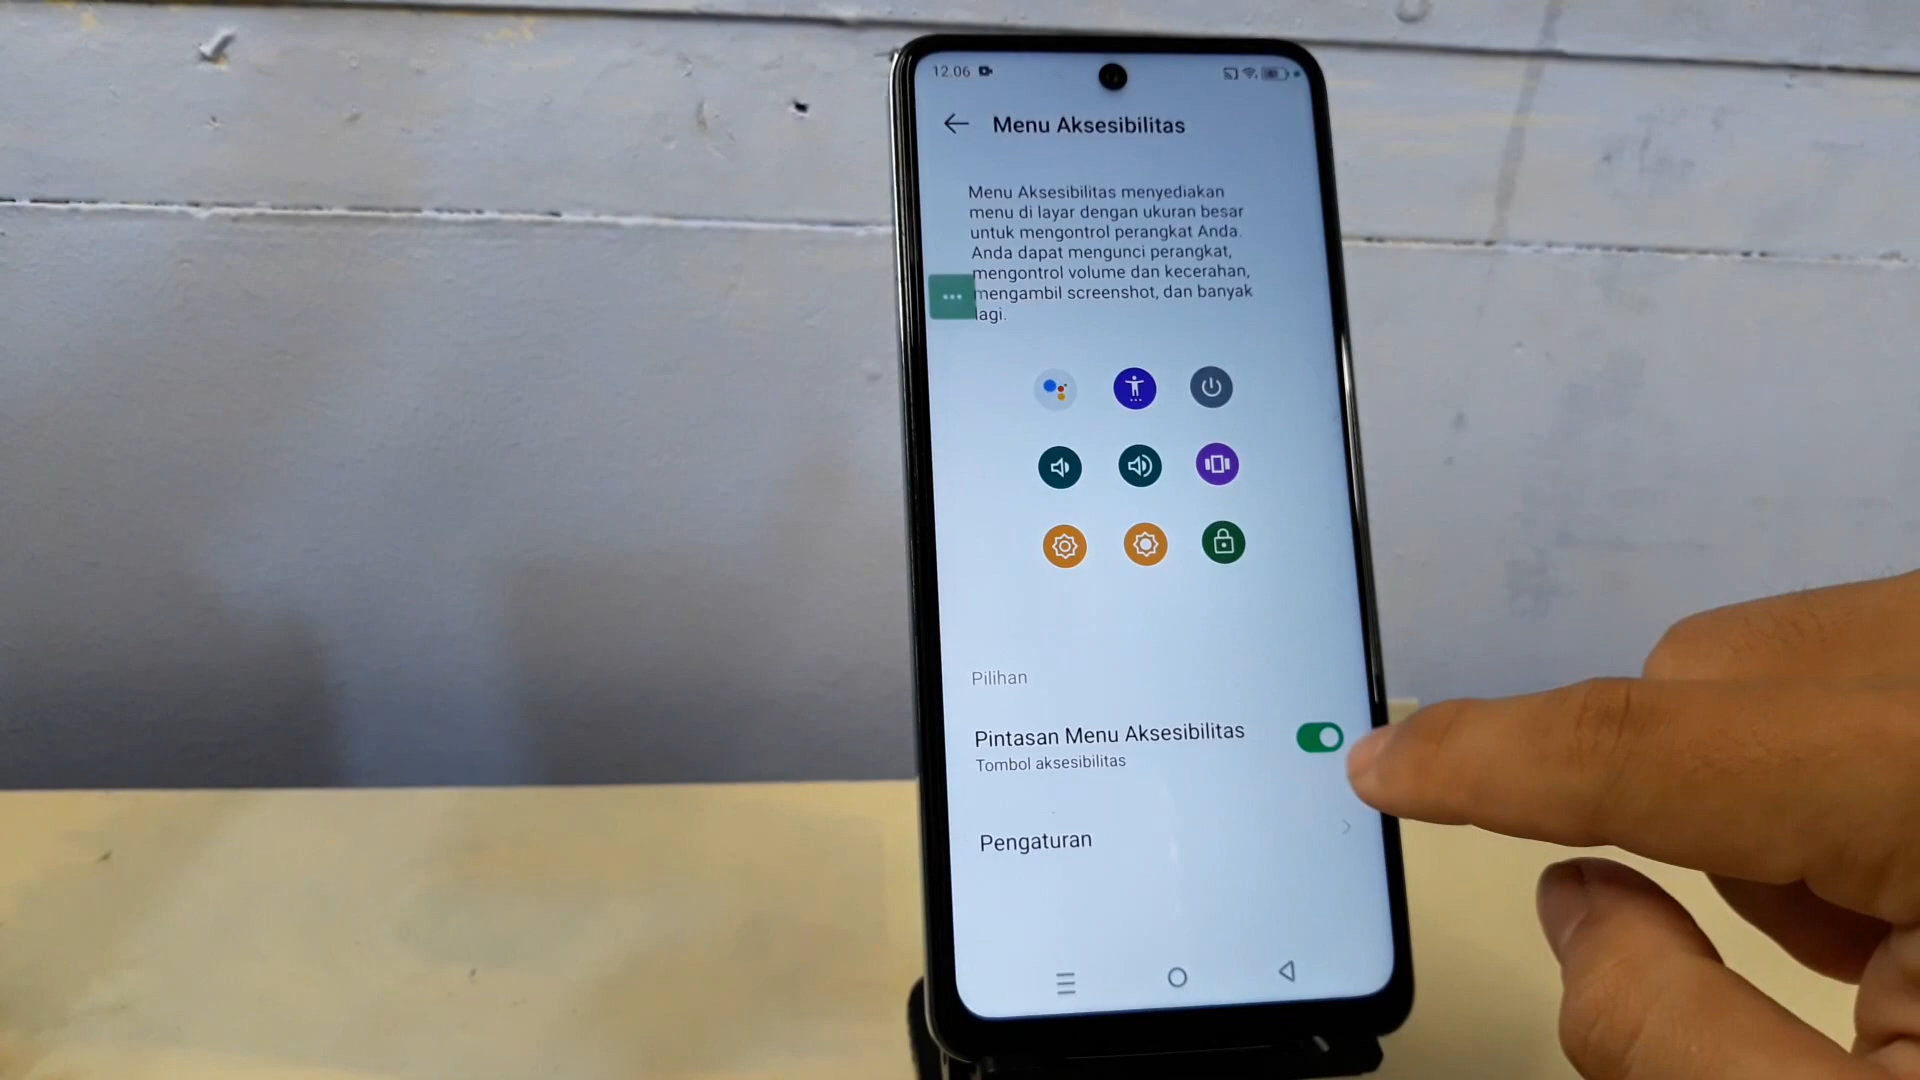 12.06
Menu Aksesibilitas
Menu Aksesibilitas menyediakan
menu di layar dengan ukuran besar
untuk mengontrol perangkat Anda.
Anda dapat mengunci perangkat,
mengontrol volume dan kecerahan,
mengambil screenshot, dan banyak
lagi.
Pilihan
Pintasan Menu Aksesibilitas
Tombol aksesibilitas
Pengaturan